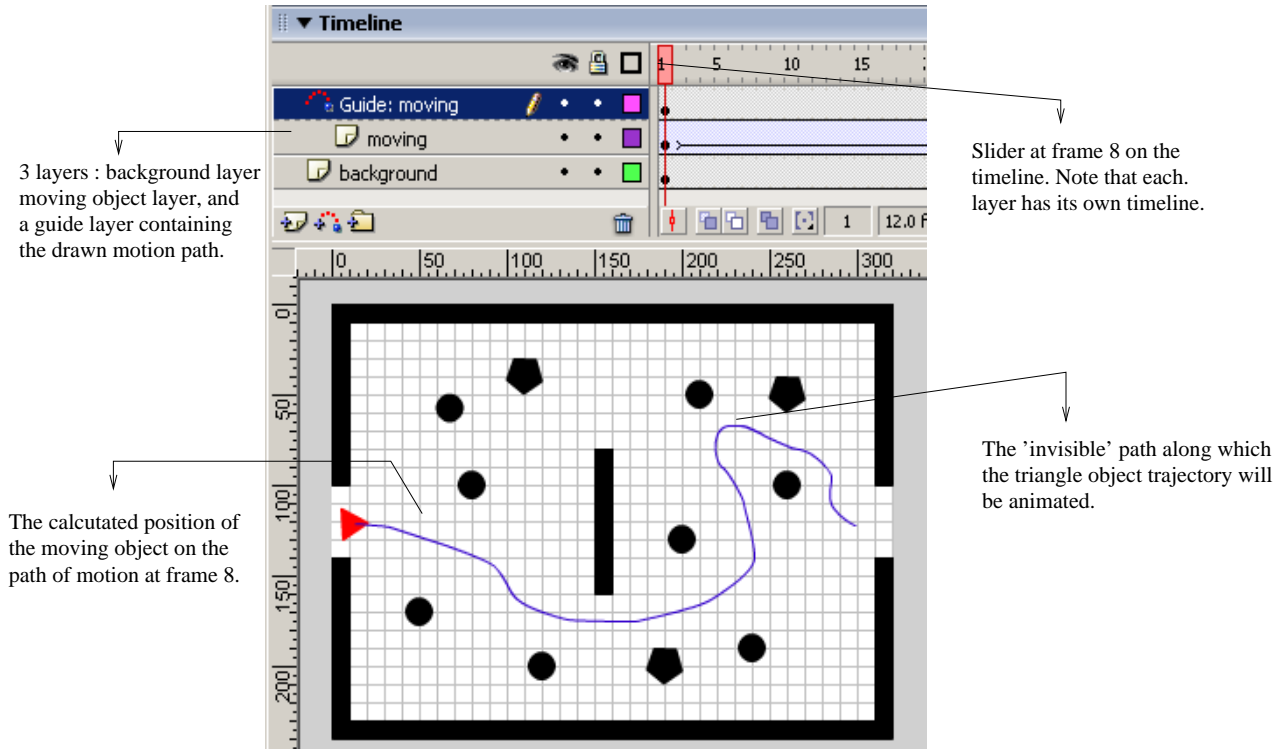 Timeline
1 5 10 15
Guide: moving
moving
background
1 12.0 f
3 layers : background layer
moving object layer, and
a guide layer containing
the drawn motion path.
Slider at frame 8 on the
timeline. Note that each.
layer has its own timeline.
0 50 100 150 200 250 300
0
50
100
150
200
The calcutated position of
the moving object on the
path of motion at frame 8.
The ’invisible’ path along which
the triangle object trajectory will
be animated.